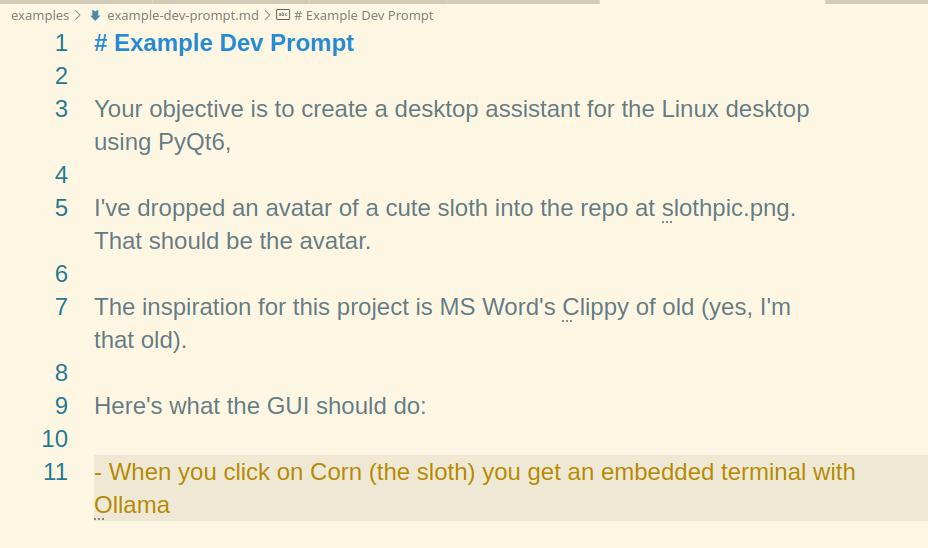 examples > example-dev-prompt.md > # Example Dev Prompt
1 # Example Dev Prompt
2
3 Your objective is to create a desktop assistant for the Linux desktop
using PyQt6,
4
5 I've dropped an avatar of a cute sloth into the repo at slothpic.png.
That should be the avatar.
6
7 The inspiration for this project is MS Word's Clippy of old (yes, I'm
that old).
8
9 Here's what the GUI should do:
10
11 - When you click on Corn (the sloth) you get an embedded terminal with
Ollama